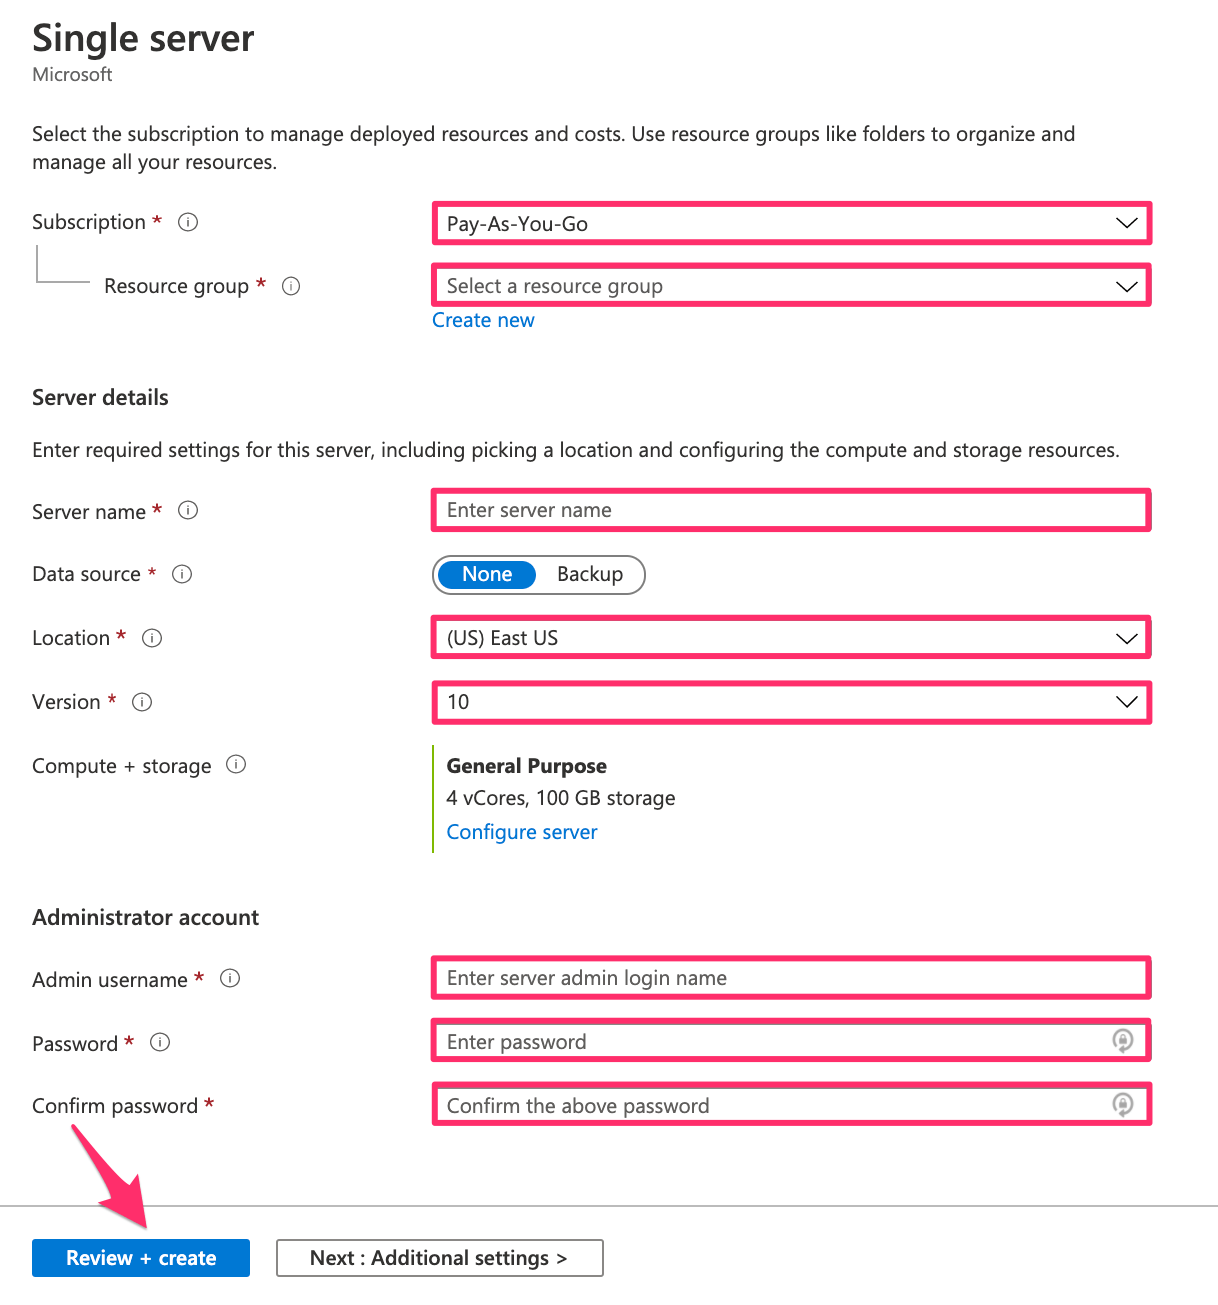 Single server
Microsoft
Select the subscription to manage deployed resources and costs. Use resource groups like folders to organize and
manage all your resources.
Subscription *
Pay-As-You-Go
Resource group *
Select a resource group
Create new
Server details
Enter required settings for this server, including picking a location and configuring the compute and storage resources.
Server name *
Enter server name
Data source *
None Backup
Location *
(US) East US
Version *
10
Compute + storage
General Purpose
4 vCores, 100 GB storage
Configure server
Administrator account
Admin username *
Enter server admin login name
Password *
Enter password
Confirm password *
Confirm the above password
Review + create
Next : Additional settings >